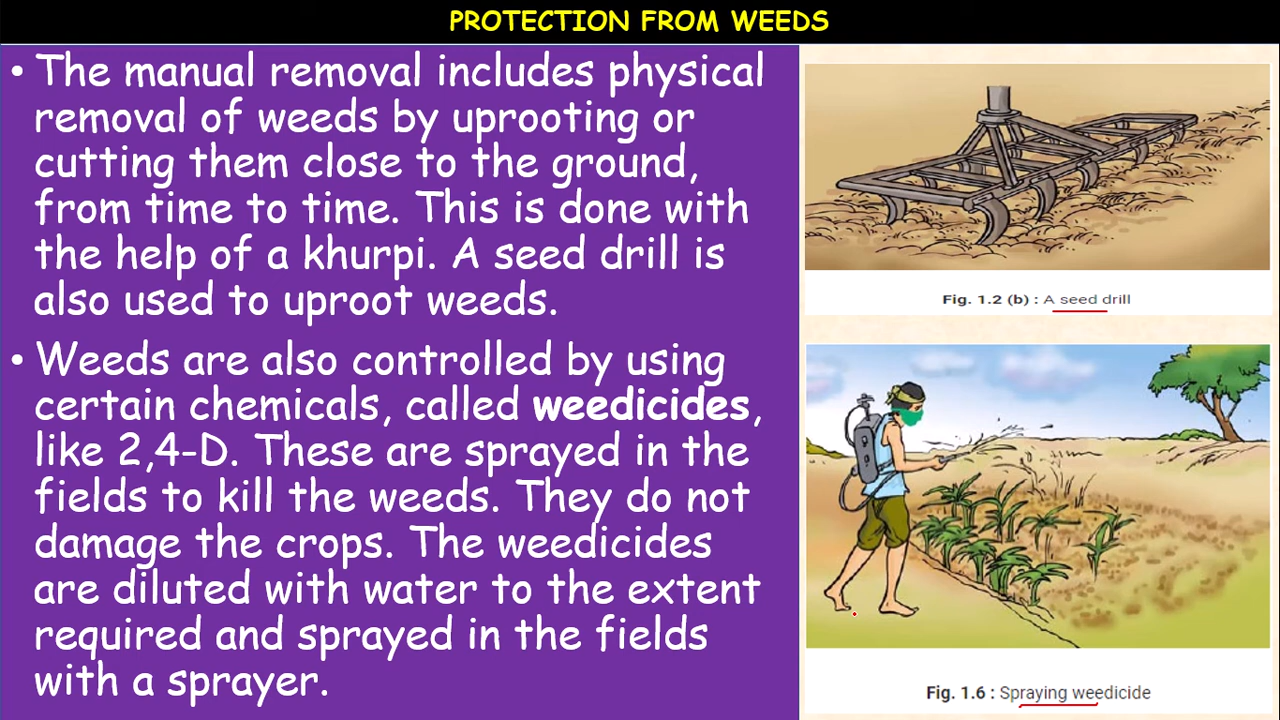 PROTECTION FROM WEEDS
• The manual removal includes physical
removal of weeds by uprooting or
cutting them close to the ground,
from time to time. This is done with
the help of a khurpi. A seed drill is
also used to uproot weeds.
• Weeds are also controlled by using
certain chemicals, called weedicides,
like 2,4-D. These are sprayed in the
fields to kill the weeds. They do not
damage the crops. The weedicides
are diluted with water to the extent
required and sprayed in the fields
with a sprayer.
Fig. 1.2 (b) : A seed drill
Fig. 1.6 : Spraying weedicide